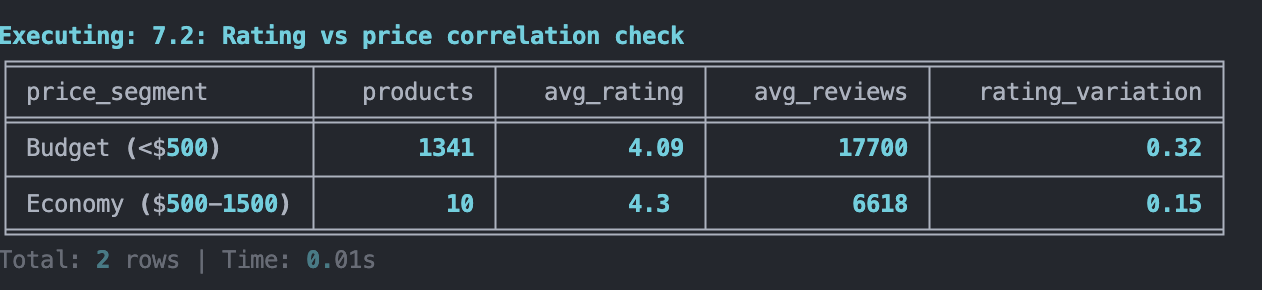 Executing: 7.2: Rating vs price correlation check
price_segment products avg_rating avg_reviews rating_variation
Budget (<$500) 1341 4.09 17700 0.32
Economy ($500–1500) 10 4.3 6618 0.15
Total: 2 rows | Time: 0.01s